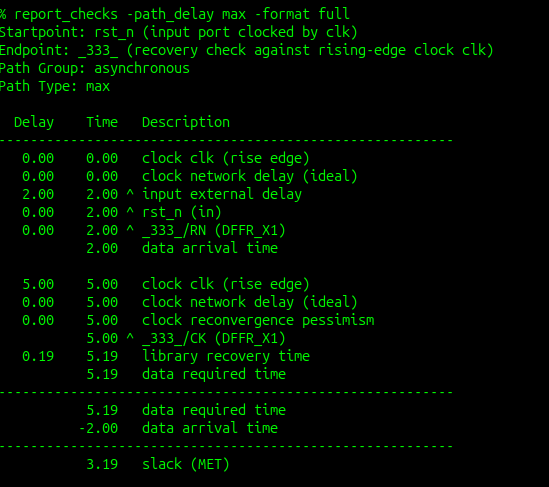 % report_checks -path_delay max -format full
Startpoint: rst_n (input port clocked by clk)
Endpoint: _333_ (recovery check against rising-edge clock clk)
Path Group: asynchronous
Path Type: max

  Delay    Time   Description
---------------------------------------------------------
   0.00    0.00   clock clk (rise edge)
   0.00    0.00   clock network delay (ideal)
   2.00    2.00 ^ input external delay
   0.00    2.00 ^ rst_n (in)
   0.00    2.00 ^ _333_/RN (DFFR_X1)
           2.00   data arrival time

   5.00    5.00   clock clk (rise edge)
   0.00    5.00   clock network delay (ideal)
   0.00    5.00   clock reconvergence pessimism
           5.00 ^ _333_/CK (DFFR_X1)
   0.19    5.19   library recovery time
           5.19   data required time
---------------------------------------------------------
           5.19   data required time
          -2.00   data arrival time
---------------------------------------------------------
           3.19   slack (MET)